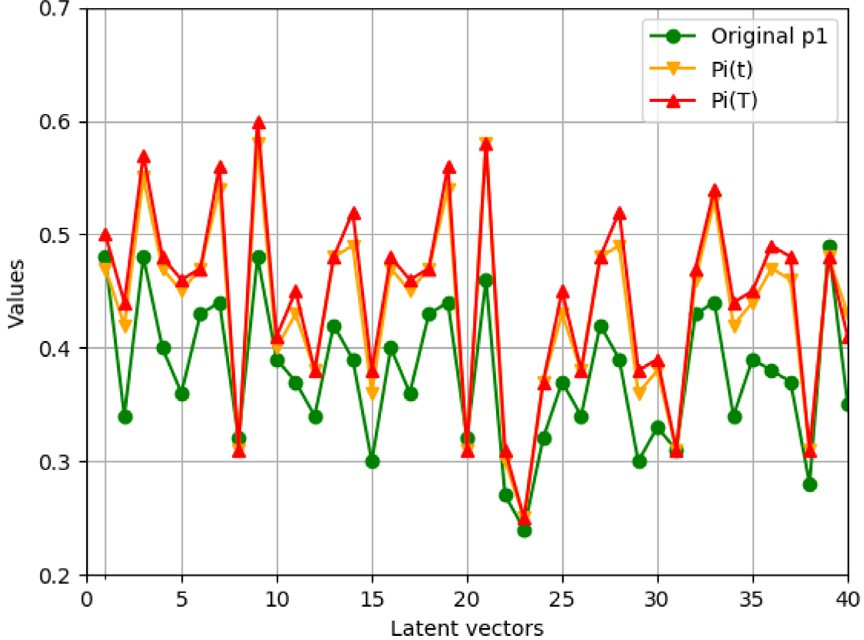 0.7
0.6
0.5
0.4
0.3
0.2
Values
0 5 10 15 20 25 30 35 40
Latent vectors
Original p1
Pi(t)
Pi(T)